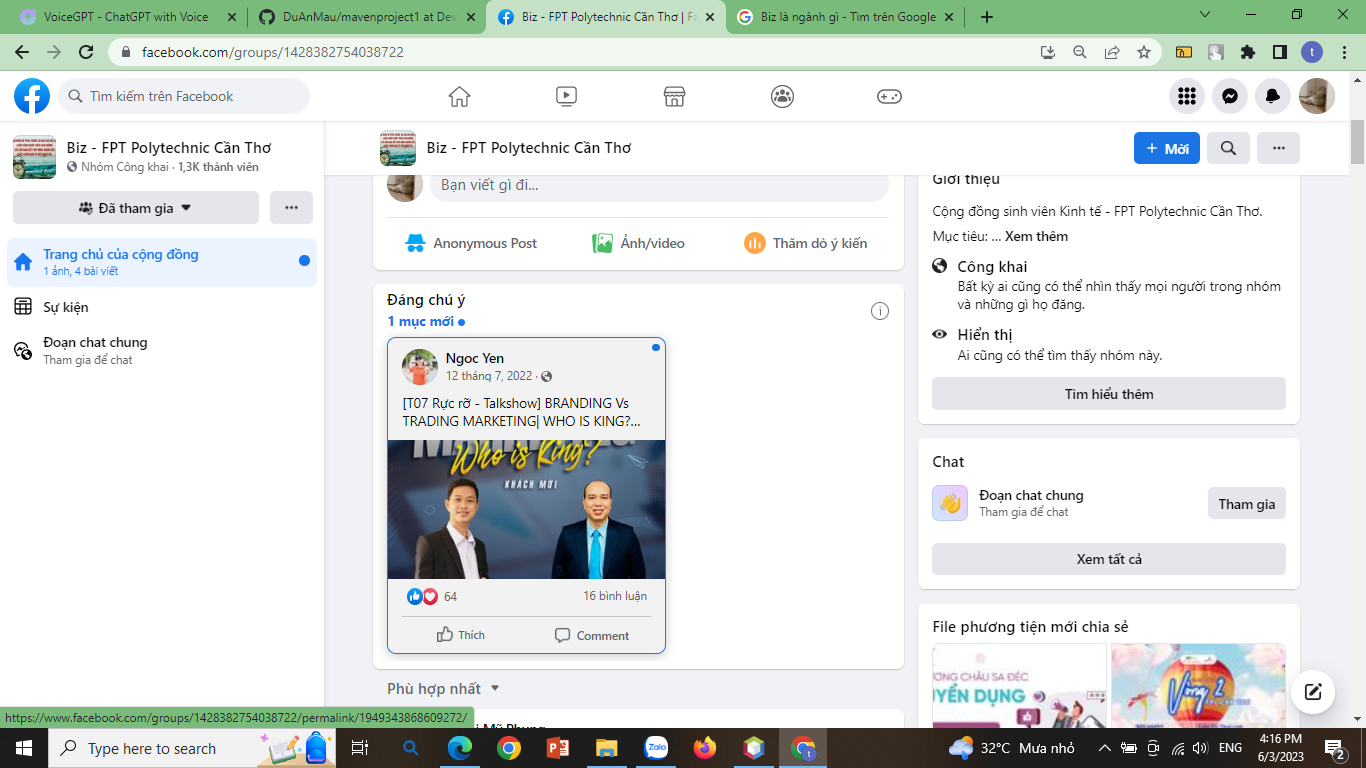 VoiceGPT - ChatGPT with Voice
DuAnMau/mavenproject1 at Dev
Biz - FPT Polytechnic Cần Thơ | Fa
Biz là ngành gì - Tìm trên Google
facebook.com/groups/1428382754038722
t
Tìm kiếm trên Facebook
Biz - FPT Polytechnic Cần Thơ
Nhóm Công khai · 1,3K thành viên
Đã tham gia
Trang chủ của cộng đồng
1 ảnh, 4 bài viết
Sự kiện
Đoạn chat chung
Tham gia để chat
Biz - FPT Polytechnic Cần Thơ
+ Mới
Bạn viết gì đi...
Anonymous Post
Ảnh/video
Thăm dò ý kiến
Đáng chú ý
1 mục mới
Ngoc Yen
12 tháng 7, 2022 ·
[T07 Rực rỡ - Talkshow] BRANDING Vs
TRADING MARKETING| WHO IS KING?...
Who is King?
KHÁCH MỜI
64
16 bình luận
Thích
Comment
Phù hợp nhất
Giới thiệu
Cộng đồng sinh viên Kinh tế - FPT Polytechnic Cần Thơ.
Mục tiêu: ... Xem thêm
Công khai
Bất kỳ ai cũng có thể nhìn thấy mọi người trong nhóm
và những gì họ đăng.
Hiển thị
Ai cũng có thể tìm thấy nhóm này.
Tìm hiểu thêm
Chat
Đoạn chat chung
Tham gia để chat
Tham gia
Xem tất cả
File phương tiện mới chia sẻ
CHÂU SA ĐÉC
Vòng 2
https://www.facebook.com/groups/1428382754038722/permalink/1949343868609272/
Type here to search
Zalo
t
32°C Mưa nhỏ
ENG
4:16 PM
6/3/2023
2